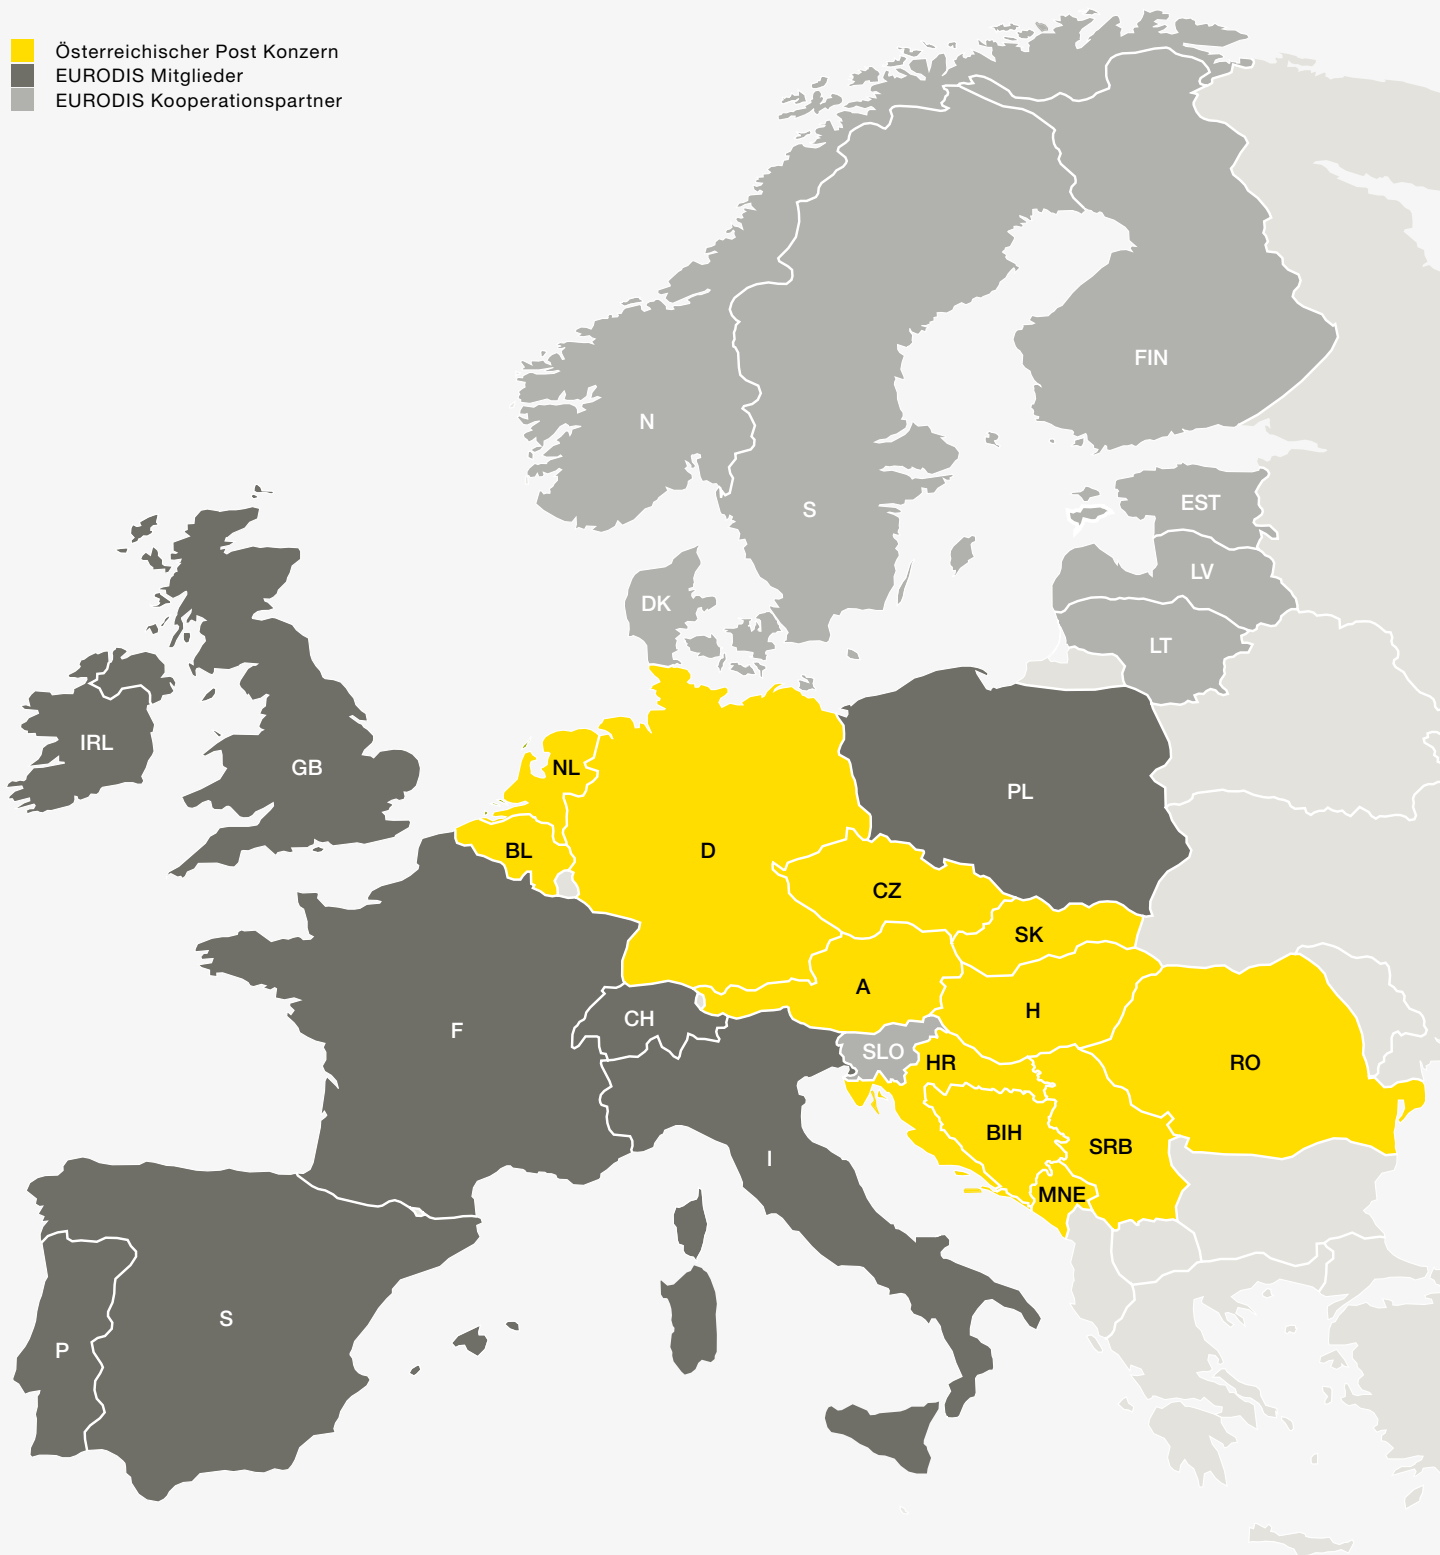 Österreichischer Post Konzern
EURODIS Mitglieder
EURODIS Kooperationspartner
FIN
N
S
EST
LV
DK
LT
IRL
GB
NL
PL
BL
D
CZ
SK
A
H
CH
F
SLO
HR
RO
BIH
SRB
I
MNE
S
P